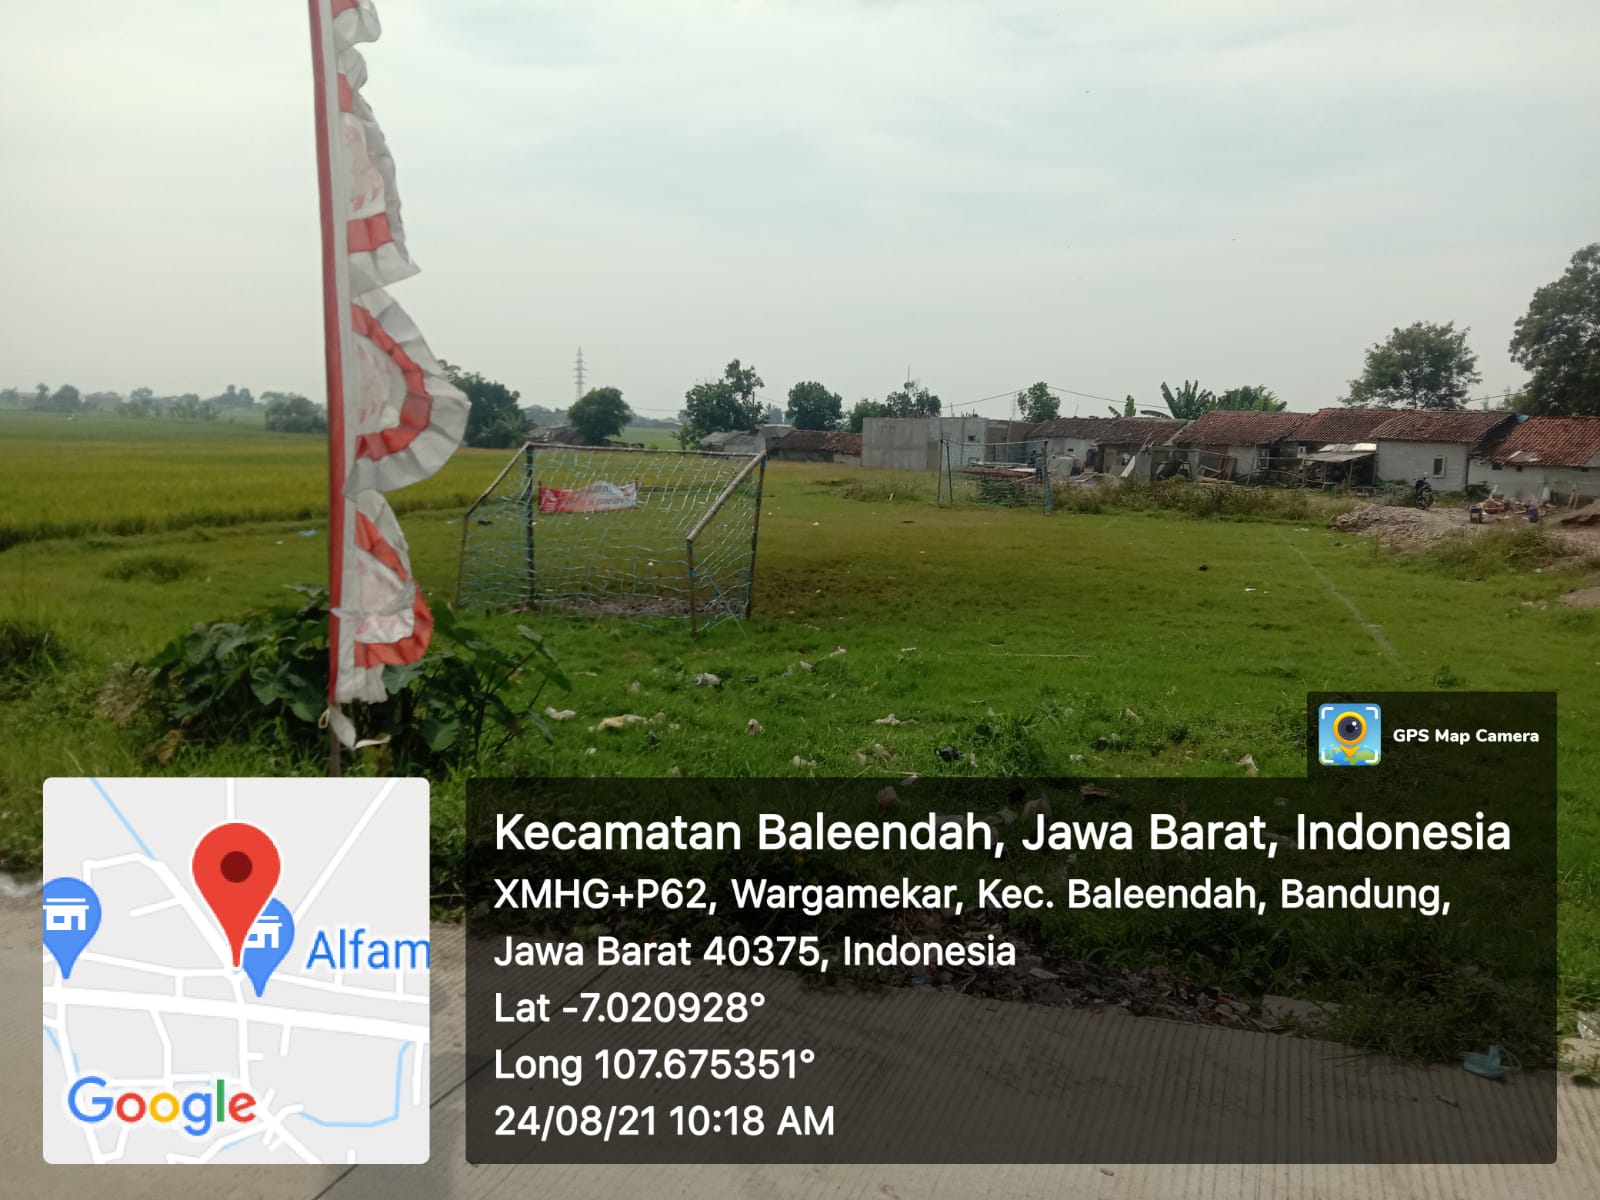 GPS Map Camera
Kecamatan Baleendah, Jawa Barat, Indonesia
XMHG+P62, Wargamekar, Kec. Baleendah, Bandung,
Jawa Barat 40375, Indonesia
Lat -7.020928°
Long 107.675351°
24/08/21 10:18 AM
Alfam
Google